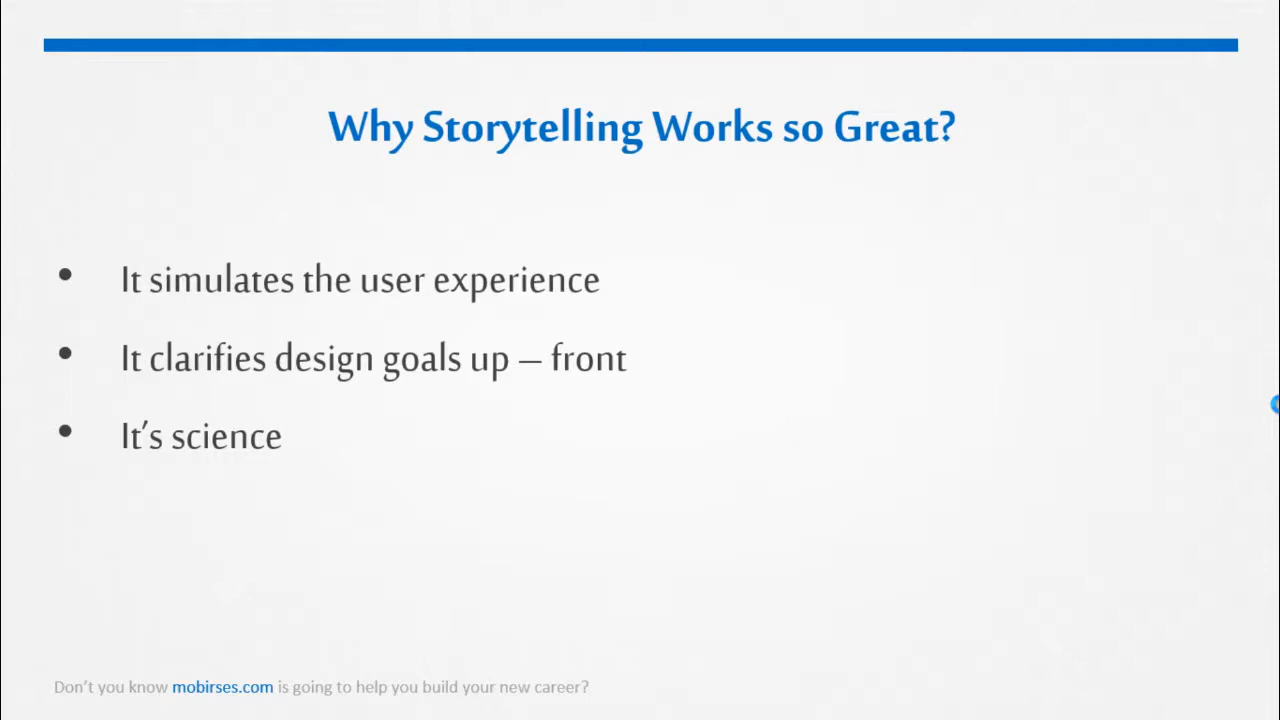 Why Storytelling Works so Great?
• It simulates the user experience
• It clarifies design goals up – front
• It's science
Don't you know mobirses.com is going to help you build your new career?